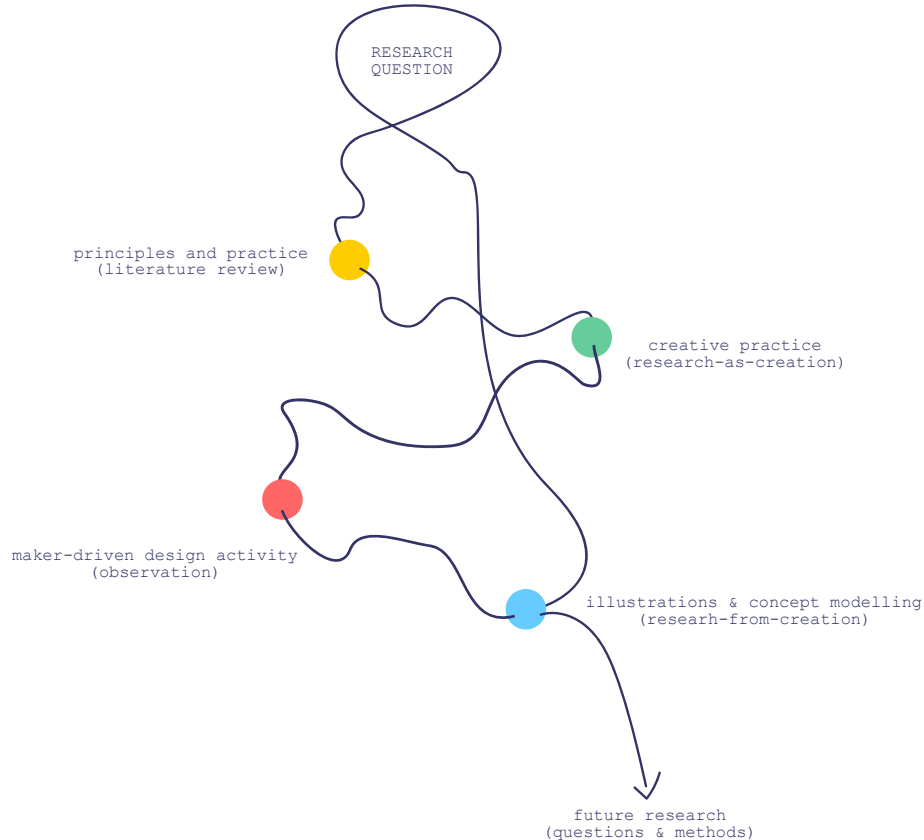 RESEARCH
QUESTION
principles and practice
(literature review)
creative practice
(research-as-creation)
maker-driven design activity
(observation)
illustrations & concept modelling
(researh-from-creation)
future research
(questions & methods)